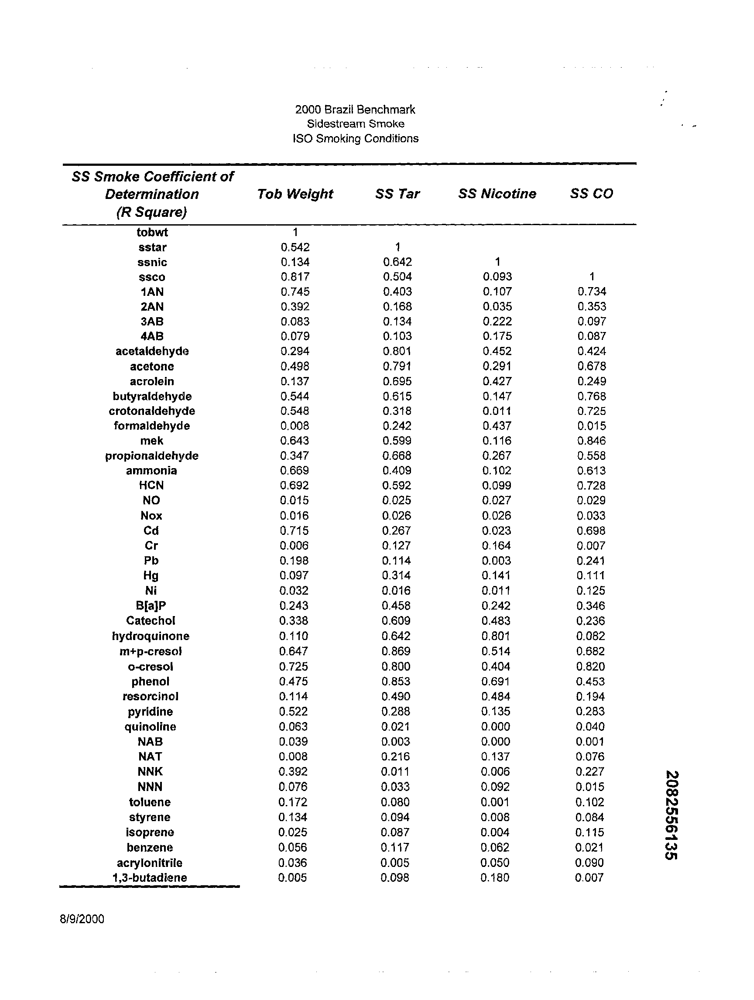 2000 Brazil Benchmark
Sidestream Smoke
ISO Smoking Conditions
SS Smoke Coefficient of
Determination Tob Weight SS Tar SS Nicotine SS CO
(R Square)
tobwt 1
sstar 0.542 1
ssnic 0.134 0.642 1
ssco 0.817 0.504 0.093 1
1AN 0.745 0.403 0.107 0.734
2AN 0.392 0.168 0.035 0.353
3AB 0.083 0.134 0.222 0.097
4AB 0.079 0.103 0.175 0.087
acetaldehyde 0.294 0.801 0.452 0.424
acetone 0.498 0.791 0.291 0.678
acrolein 0.137 0.695 0.427 0.249
butyraldehyde 0.544 0.615 0.147 0.768
crotonaldehyde 0.548 0.318 0.011 0.725
formaldehyde 0.008 0.242 0.437 0.015
mek 0.643 0.599 0.116 0.846
propionaldehyde 0.347 0.668 0.267 0.558
ammonia 0.669 0.409 0.102 0.613
HCN 0.692 0.592 0.099 0.728
NO 0.015 0.025 0.027 0.029
Nox 0.016 0.026 0.026 0.033
Cd 0.715 0.267 0.023 0.698
Cr 0.006 0.127 0.164 0.007
Pb 0.198 0.114 0.003 0.241
Hg 0.097 0.314 0.141 0.111
Ni 0.032 0.016 0.011 0.125
B[a]P 0.243 0.458 0.242 0.346
Catechol 0.338 0.609 0.483 0.236
hydroquinone 0.110 0.642 0.801 0.082
m+p-cresol 0.647 0.869 0.514 0.682
o-cresol 0.725 0.800 0.404 0.820
phenol 0.475 0.853 0.691 0.453
resorcinol 0.114 0.490 0.484 0.194
pyridine 0.522 0.288 0.135 0.283
quinoline 0.063 0.021 0.000 0.040
NAB 0.039 0.003 0.000 0.001
NAT 0.008 0.216 0.137 0.076
NNK 0.392 0.011 0.006 0.227
NNN 0.076 0.033 0.092 0.015
toluene 0.172 0.080 0.001 0.102
styrene 0.134 0.094 0.008 0.084
isoprene 0.025 0.087 0.004 0.115
benzene 0.056 0.117 0.062 0.021
acrylonitrile 0.036 0.005 0.050 0.090
1,3-butadiene 0.005 0.098 0.180 0.007
2082556135
8/9/2000